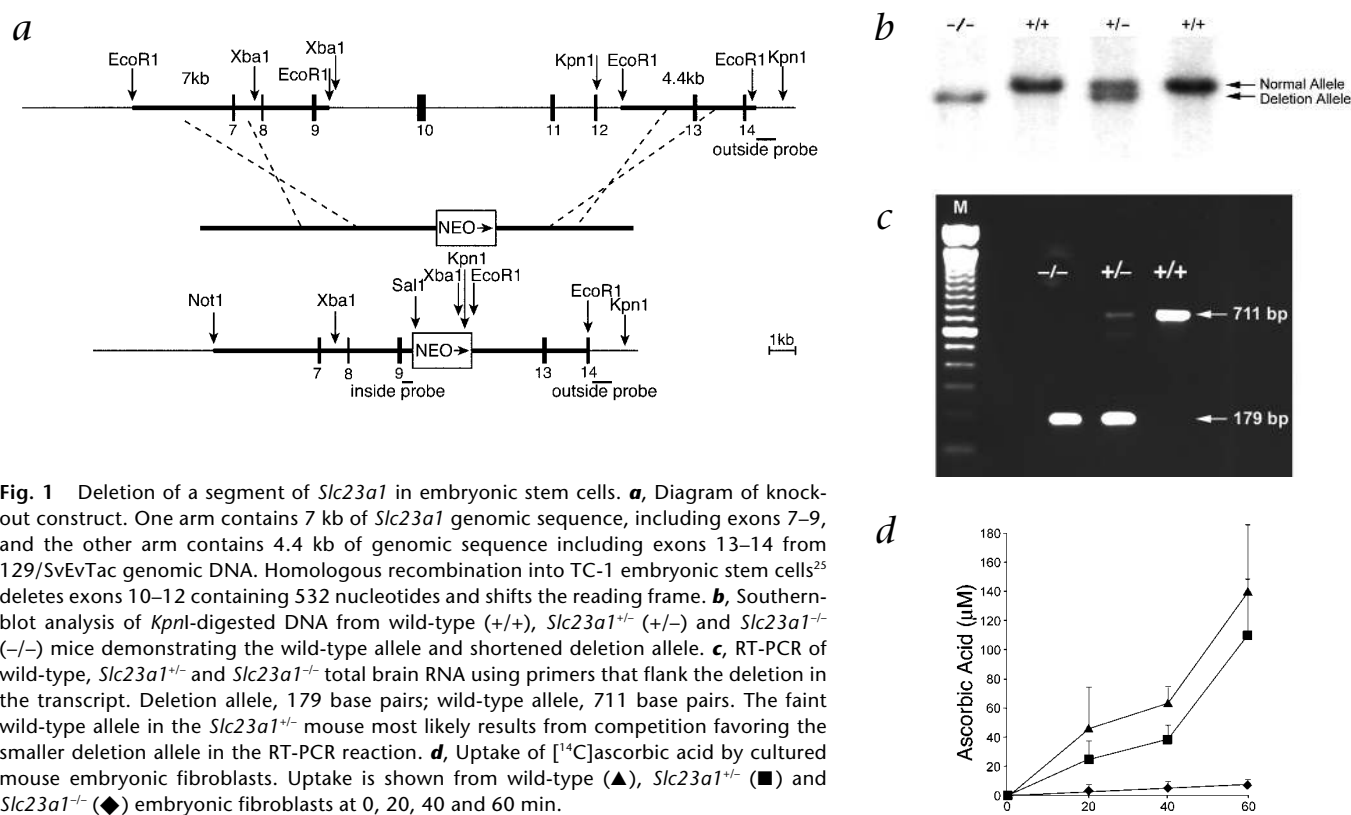 a
EcoR1
7kb
Xba1
Xba1
EcoR1
Kpn1
EcoR1
4.4kb
EcoR1
Kpn1
7
8
9
10
11
12
13
14
outside probe
NEO
Kpn1
Xba1
EcoR1
Sal1
Not1
Xba1
EcoR1
Kpn1
NEO
1kb
7
8
9
13
14
inside probe
outside probe
b
-/-
+/+
+/-
+/+
Normal Allele
Deletion Allele
c
M
-/-
+/-
+/+
711 bp
179 bp
Fig. 1 Deletion of a segment of Slc23a1 in embryonic stem cells. a, Diagram of knock-
out construct. One arm contains 7 kb of Slc23a1 genomic sequence, including exons 7–9,
and the other arm contains 4.4 kb of genomic sequence including exons 13–14 from
129/SvEvTac genomic DNA. Homologous recombination into TC-1 embryonic stem cells25
deletes exons 10–12 containing 532 nucleotides and shifts the reading frame. b, Southern-
blot analysis of KpnI-digested DNA from wild-type (+/+), Slc23a1+/– (+/–) and Slc23a1–/–
(–/–) mice demonstrating the wild-type allele and shortened deletion allele. c, RT-PCR of
wild-type, Slc23a1+/– and Slc23a1–/– total brain RNA using primers that flank the deletion in
the transcript. Deletion allele, 179 base pairs; wild-type allele, 711 base pairs. The faint
wild-type allele in the Slc23a1+/– mouse most likely results from competition favoring the
smaller deletion allele in the RT-PCR reaction. d, Uptake of [14C]ascorbic acid by cultured
mouse embryonic fibroblasts. Uptake is shown from wild-type (▲), Slc23a1+/– (■) and
Slc23a1–/– (◆) embryonic fibroblasts at 0, 20, 40 and 60 min.
d
Ascorbic Acid (μM)
180
160
140
120
100
80
60
40
20
0
0
20
40
60